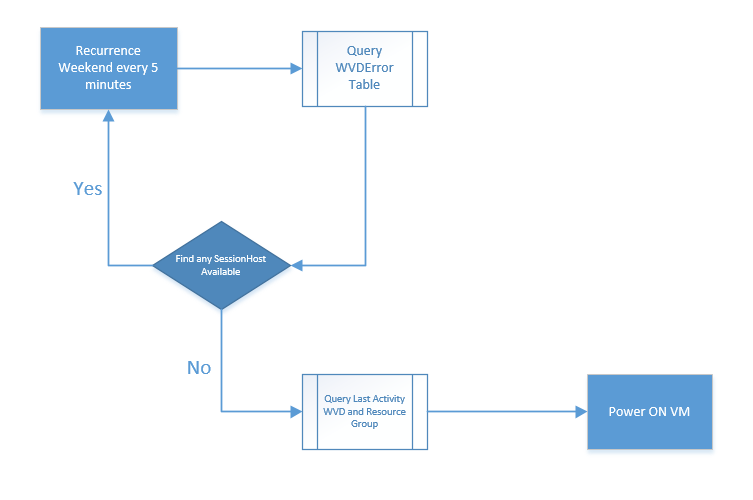 Recurrence
Weekend every 5
minutes
Query
WVDError
Table
Yes
Find any SessionHost
Available
No
Query Last Activity
WVD and Resource
Group
Power ON VM